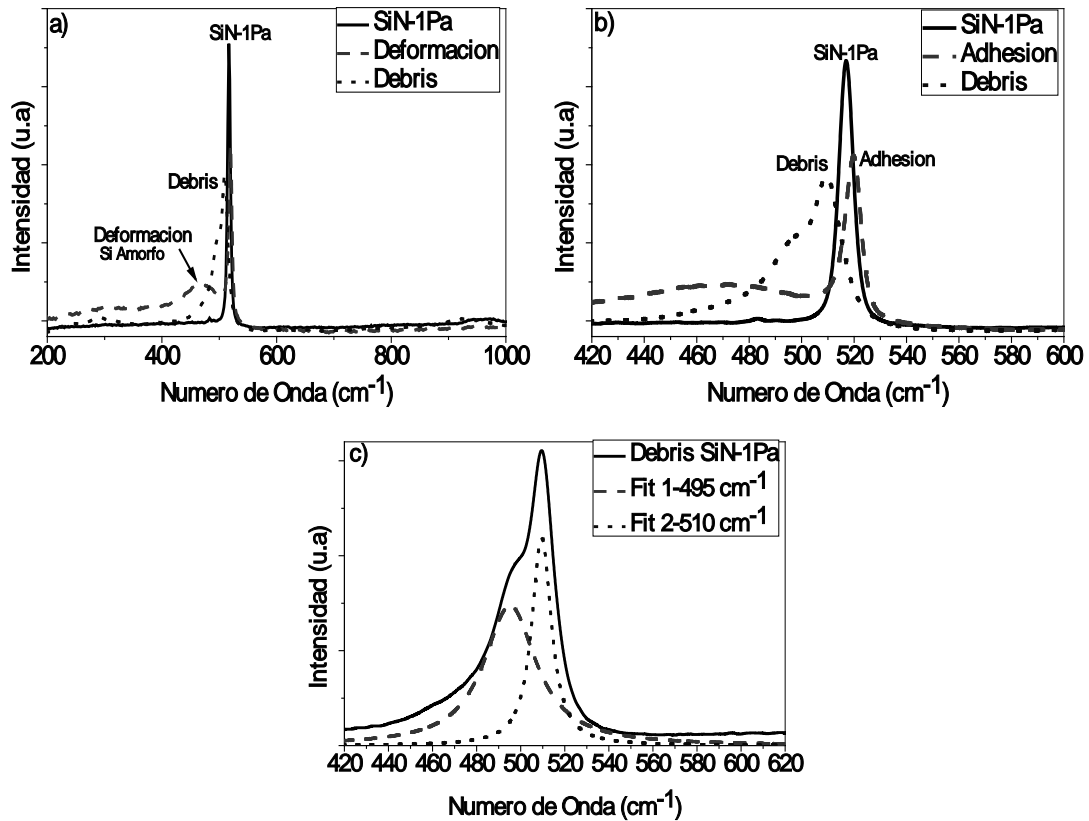 a)
SiN-1Pa
SiN-1Pa
Deformacion
Debris
Debris
Deformacion
Si Amorfo
Intensidad (u.a)
200 400 600 800 1000
Numero de Onda (cm-1)
b)
SiN-1Pa
Adhesion
Debris
SiN-1Pa
Debris
Adhesion
Intensidad (u.a)
420 440 460 480 500 520 540 560 580 600
Numero de Onda (cm-1)
c)
Debris SiN-1Pa
Fit 1-495 cm-1
Fit 2-510 cm-1
Intensidad (u.a)
420 440 460 480 500 520 540 560 580 600 620
Numero de Onda (cm-1)